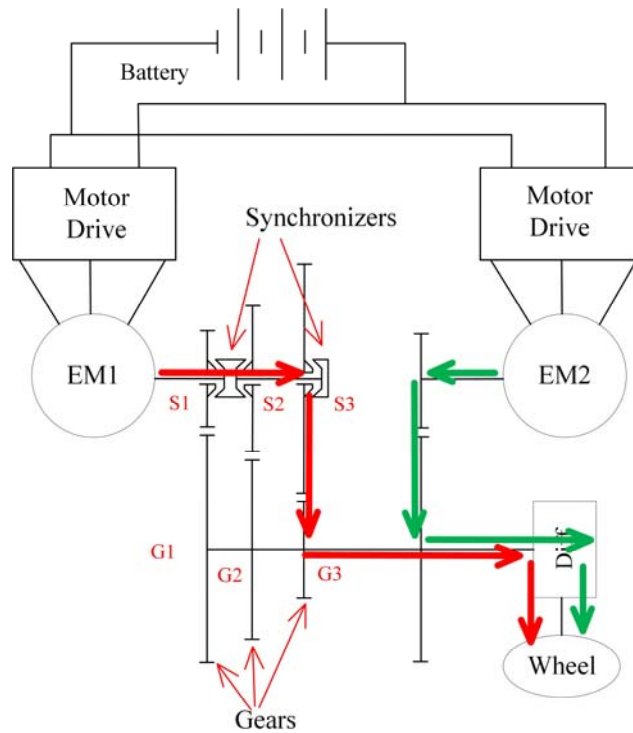 Battery
Motor
Drive
Motor
Drive
Synchronizers
EM1
EM2
S1
S2
S3
G1
G2
G3
Diff
Wheel
Gears